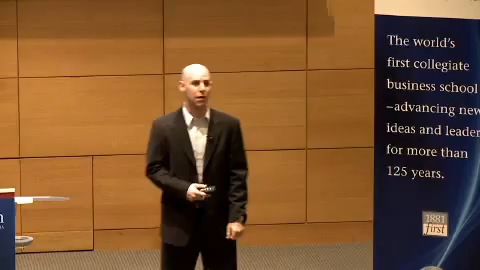 The world's
first collegiate
business school
–advancing new
ideas and leader
for more than
125 years.
1881
first